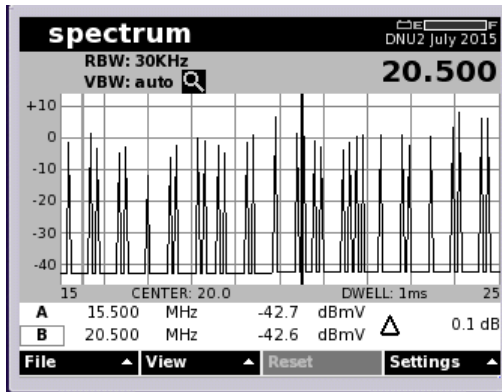 spectrum
E F
DNU2 July 2015
RBW: 30KHz
VBW: auto
20.500
+10
0
-10
-20
-30
-40
15 CENTER: 20.0 DWELL: 1ms 25
A 15.500 MHz -42.7 dBmV
B 20.500 MHz -42.6 dBmV
Δ 0.1 dB
File View Reset Settings